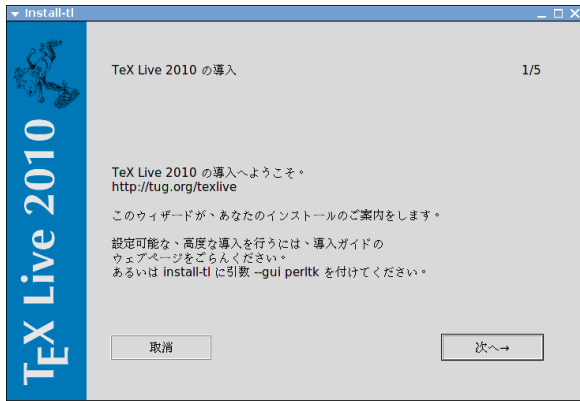 Install-tl
TeX Live 2010 の導入
1/5
TeX Live 2010 の導入へようこそ。
http://tug.org/texlive
このウィザードが、あなたのインストールのご案内をします。
設定可能な、高度な導入を行うには、導入ガイドの
ウェブページをごらんください。
あるいは install-tl に引数 --gui perltk を付けてください。
取消
次へ→
TEX Live 2010